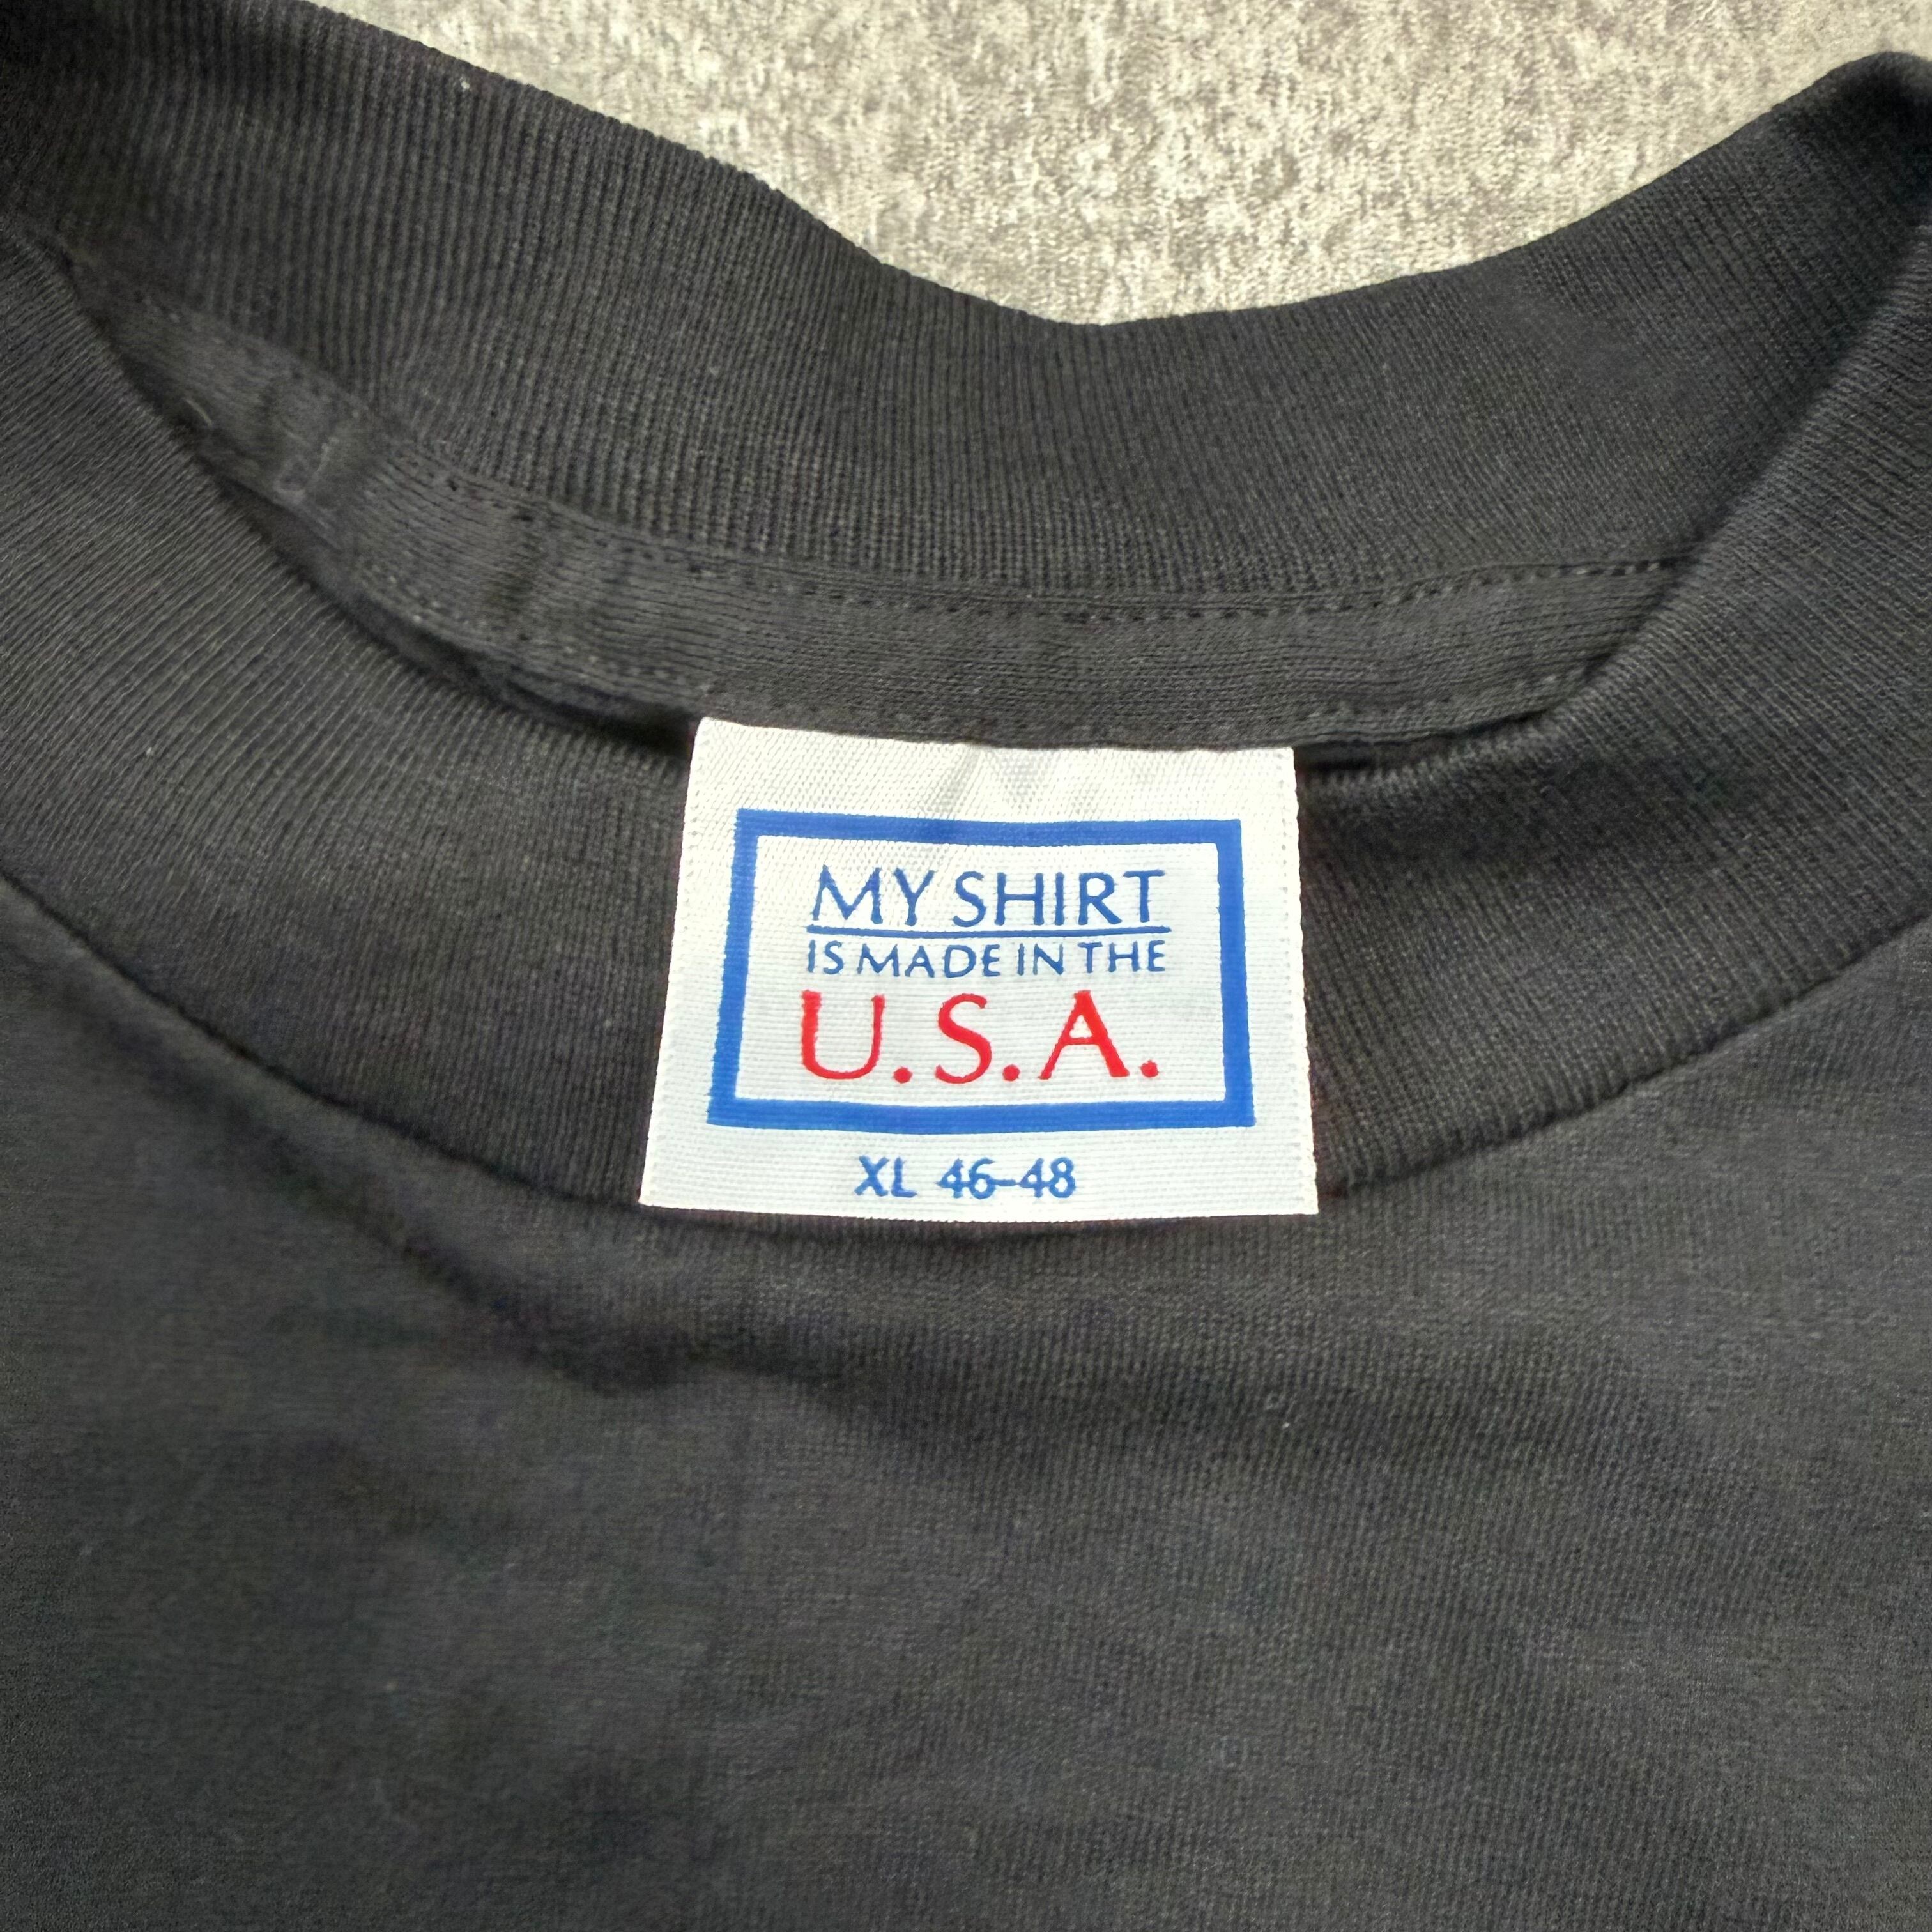 MY SHIRT
IS MADE IN THE
U.S.A.
XL 46-48